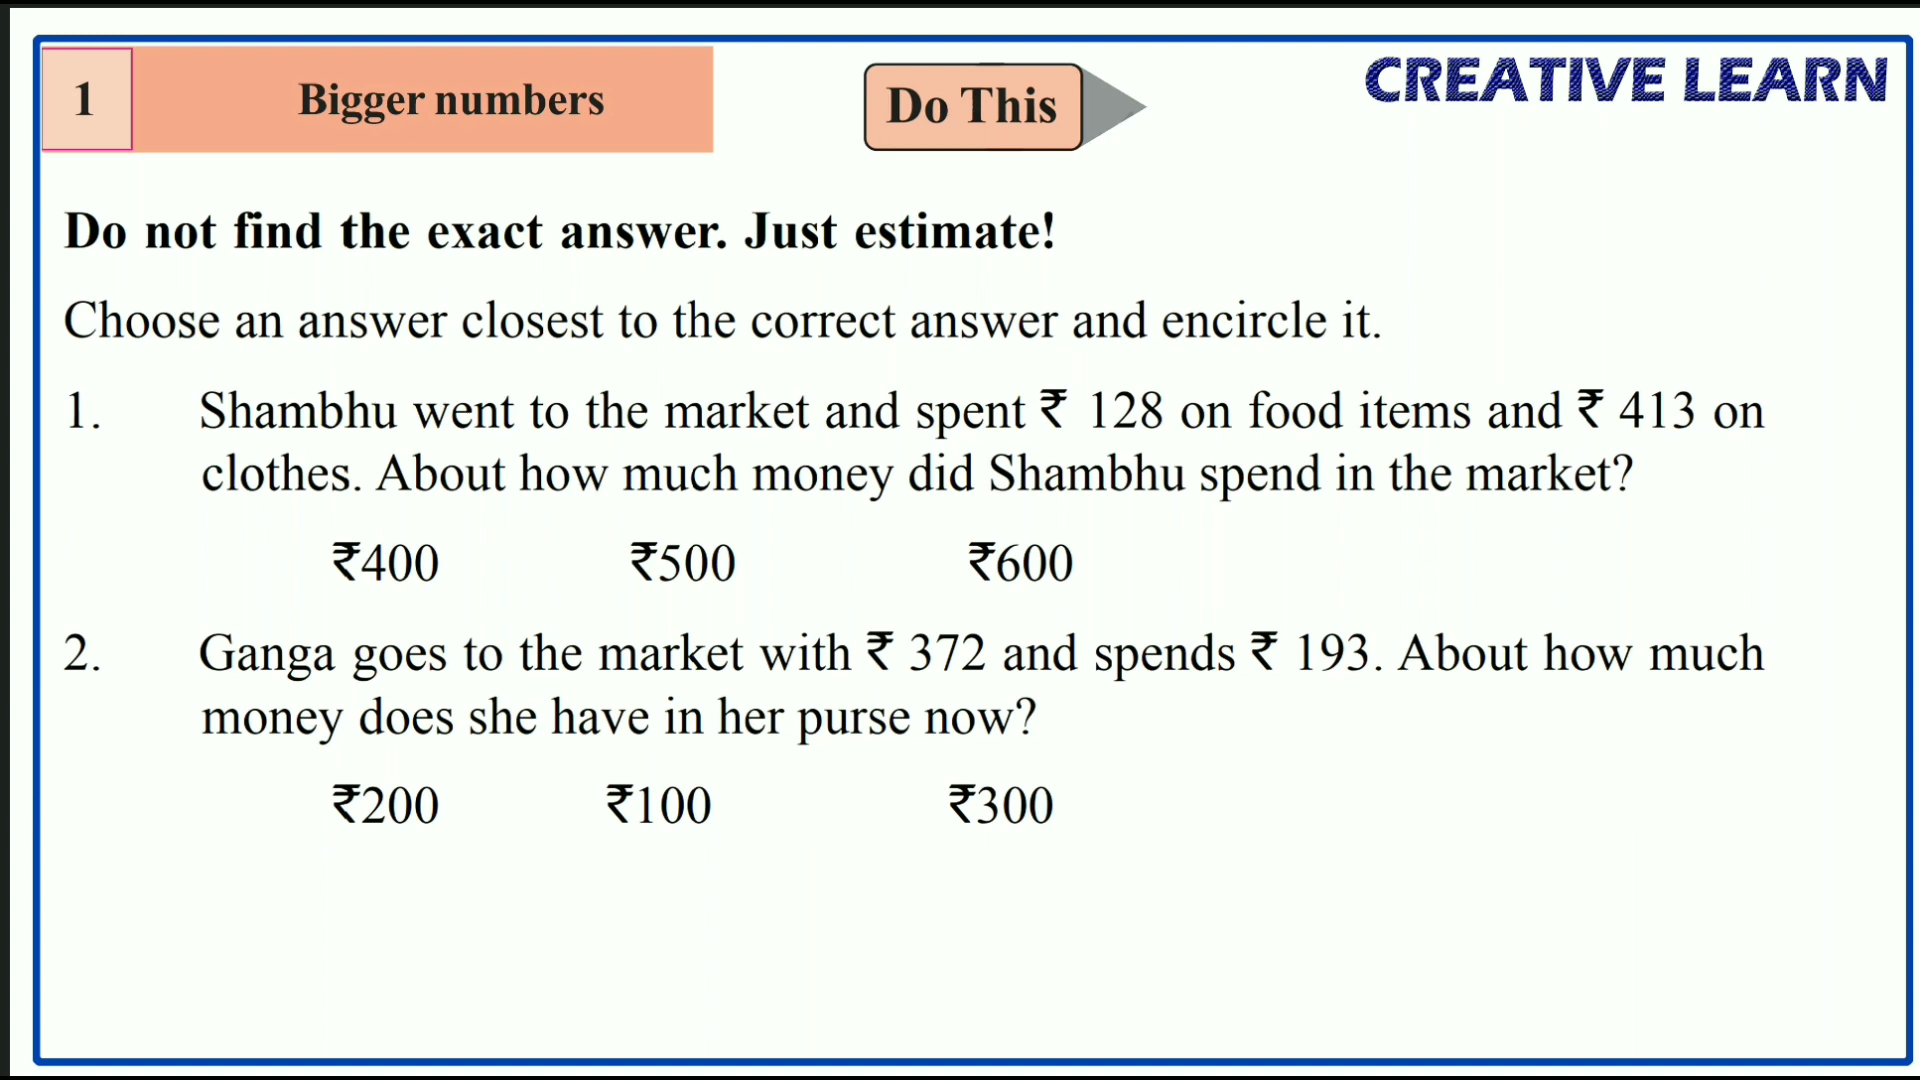 1 Bigger numbers Do This CREATIVE LEARN
Do not find the exact answer. Just estimate!
Choose an answer closest to the correct answer and encircle it.
1. Shambhu went to the market and spent ₹ 128 on food items and ₹ 413 on
clothes. About how much money did Shambhu spend in the market?
₹400 ₹500 ₹600
2. Ganga goes to the market with ₹ 372 and spends ₹ 193. About how much
money does she have in her purse now?
₹200 ₹100 ₹300